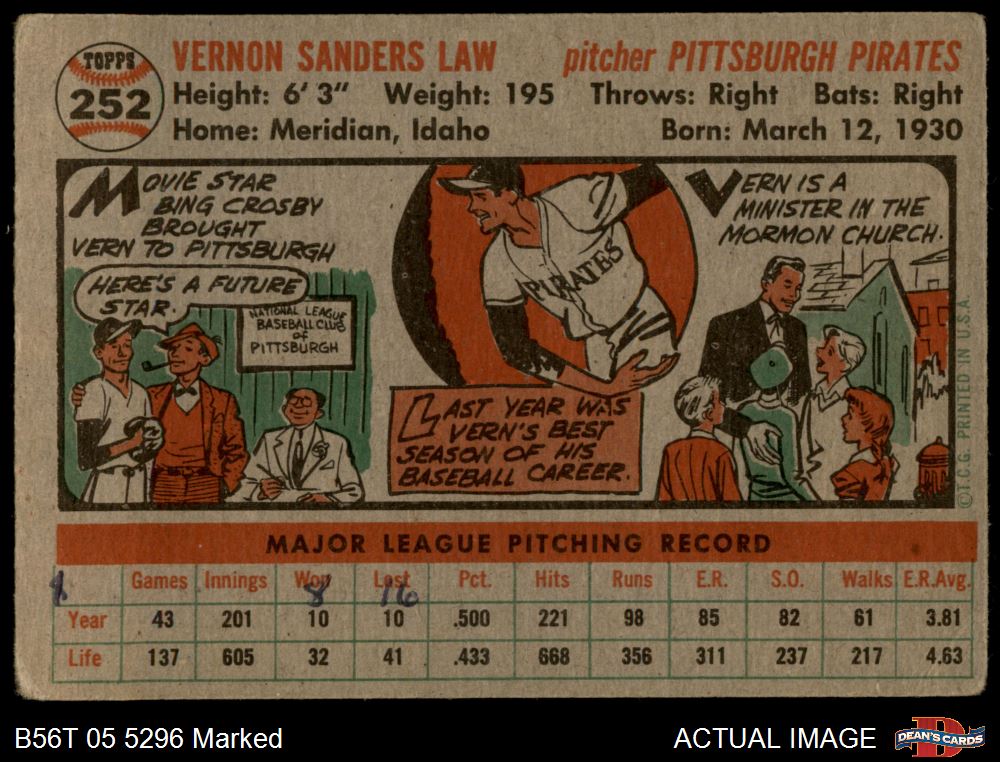 TOPPS
252
VERNON SANDERS LAW pitcher PITTSBURGH PIRATES
Height: 6' 3" Weight: 195 Throws: Right Bats: Right
Home: Meridian, Idaho Born: March 12, 1930
MOVIE STAR
BING CROSBY
BROUGHT
VERN TO PITTSBURGH
HERE'S A FUTURE
STAR.
NATIONAL LEAGUE
BASEBALL CLUB
of
PITTSBURGH
PIRATES
LAST YEAR WAS
VERN'S BEST
SEASON OF HIS
BASEBALL CAREER.
VERN IS A
MINISTER IN THE
MORMON CHURCH.
©T.C.G. PRINTED IN U.S.A.
MAJOR LEAGUE PITCHING RECORD
Games Innings Won Lost Pct. Hits Runs E.R. S.O. Walks E.R.Avg.
8 16
Year 43 201 10 10 .500 221 98 85 82 61 3.81
Life 137 605 32 41 .433 668 356 311 237 217 4.63
B56T 05 5296 Marked ACTUAL IMAGE
D
DEAN'S CARDS